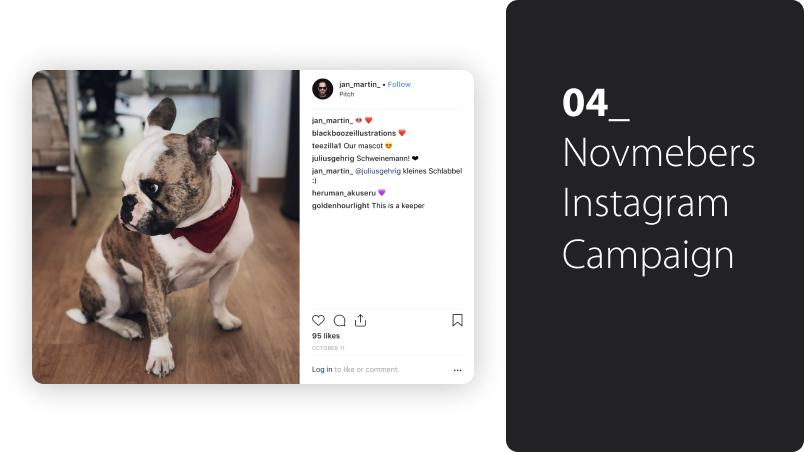 jan_martin_ • Follow
Pitch
jan_martin_ 🐶 ❤️
blackboozeillustrations ❤️
teezilla1 Our mascot 😍
juliusgehrig Schweinemann! ❤
jan_martin_ @juliusgehrig kleines Schlabbel
:)
heruman_akuseru 💜
goldenhourlight This is a keeper
95 likes
OCTOBER 11
Log in to like or comment.
04_
Novmebers
Instagram
Campaign